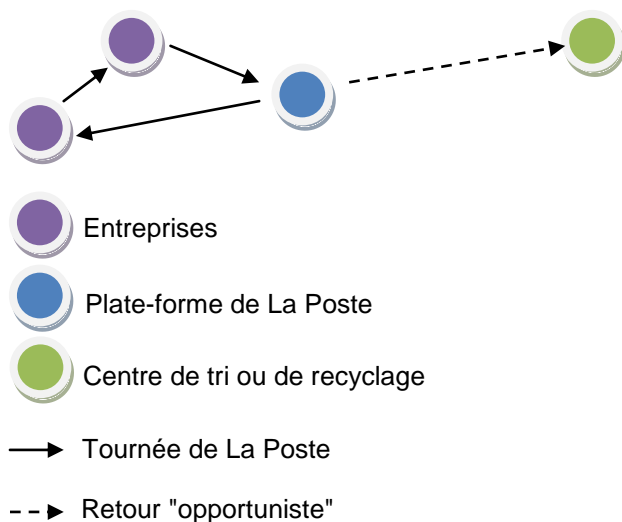 Entreprises
Plate-forme de La Poste
Centre de tri ou de recyclage
Tournée de La Poste
Retour "opportuniste"